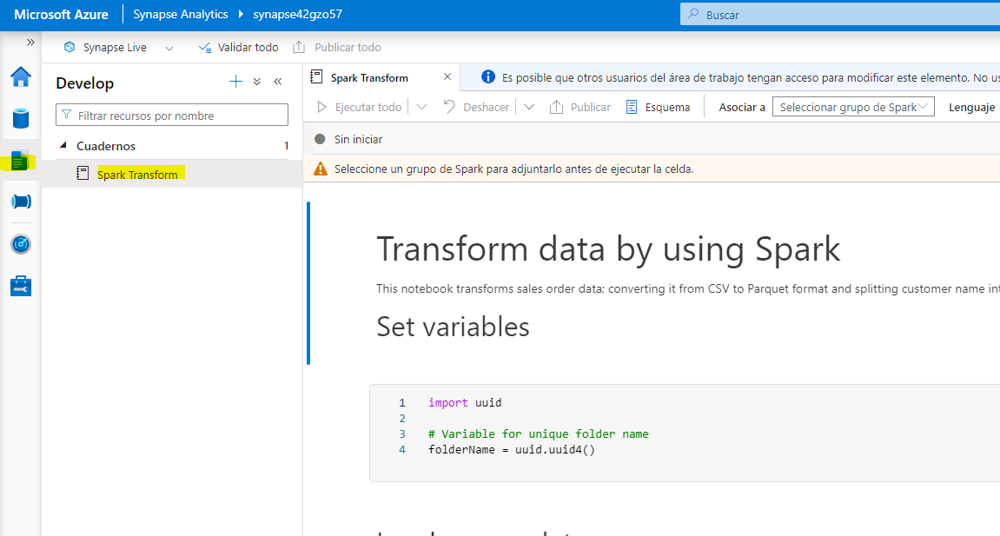 Microsoft Azure Synapse Analytics synapse42gzo57 Buscar
Synapse Live Validar todo Publicar todo
Develop
Filtrar recursos por nombre
Cuadernos 1
Spark Transform
Spark Transform Es posible que otros usuarios del área de trabajo tengan acceso para modificar este elemento. No
Ejecutar todo Deshacer Publicar Esquema Asociar a Seleccionar grupo de Spark Lenguaje
Sin iniciar
Seleccione un grupo de Spark para adjuntarlo antes de ejecutar la celda.
Transform data by using Spark
This notebook transforms sales order data; converting it from CSV to Parquet format and splitting customer name
Set variables
1 import uuid
2
3 # Variable for unique folder name
4 folderName = uuid.uuid4()